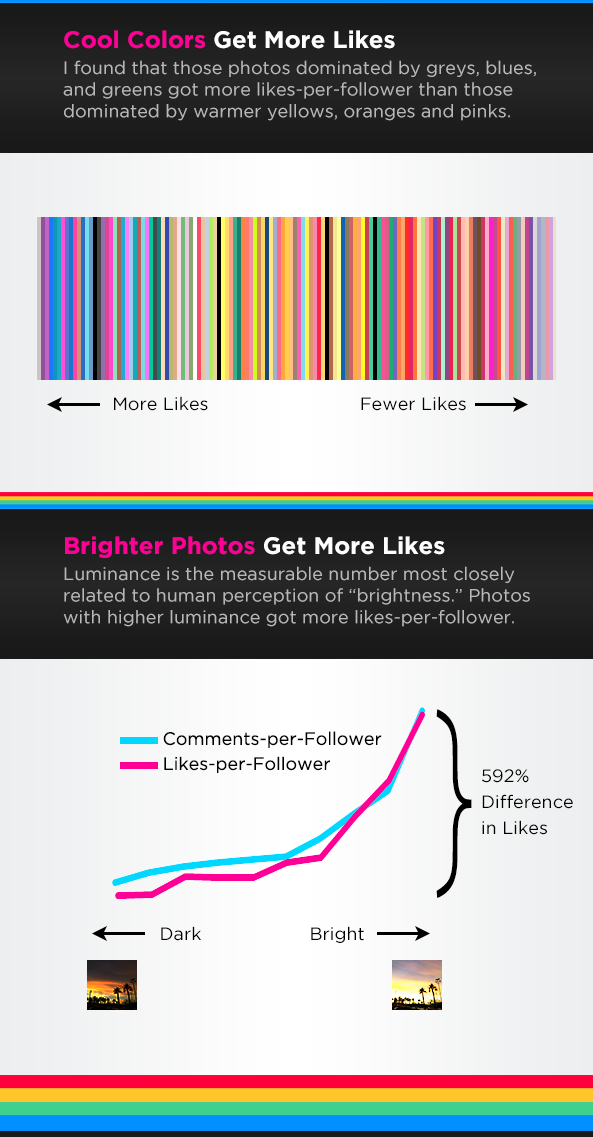 Cool Colors Get More Likes
I found that those photos dominated by greys, blues,
and greens got more likes-per-follower than those
dominated by warmer yellows, oranges and pinks.
More Likes
Fewer Likes
Brighter Photos Get More Likes
Luminance is the measurable number most closely
related to human perception of “brightness.” Photos
with higher luminance got more likes-per-follower.
Comments-per-Follower
Likes-per-Follower
592%
Difference
in Likes
Dark
Bright